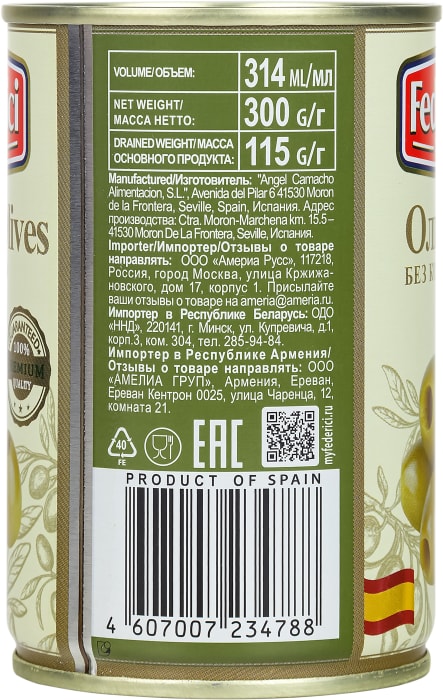 Fe
ci
ives
GUARANTEED
100%
PREMIUM
QUALITY
VOLUME/ОБЪЕМ: 314 ML/МЛ
NET WEIGHT/
МАССА НЕТТО: 300 G/Г
DRAINED WEIGHT/МАССА
ОСНОВНОГО ПРОДУКТА: 115 G/Г
Manufactured/Изготовитель: "Angel Camacho
Alimentacion, S.L.", Avenida del Pilar 6 41530 Moron
de la Frontera, Seville, Spain, Испания. Адрес
производства: Ctra. Moron-Marchena km. 15.5 –
41530 Moron De La Frontera, Seville, Испания.
Importer/Импортер/Отзывы о товаре
направлять: ООО «Америа Русс», 117218,
Россия, город Москва, улица Кржижа-
новского, дом 17, корпус 1. Присылайте
ваши отзывы о товаре на ameria@ameria.ru.
Импортер в Республике Беларусь: ОДО
«ННД», 220141, г. Минск, ул. Купревича, д.1,
корп.3, ком. 304, тел. 285-94-84.
Импортер в Республике Армения/
Отзывы о товаре направлять: ООО
«АМЕЛИА ГРУП», Армения, Ереван,
Ереван Кентрон 0025, улица Чаренца, 12,
комната 21.
40
FE
EAC
myfederici.ru
PRODUCT OF SPAIN
4 607007 234788
Fe
Ол
БЕЗ К